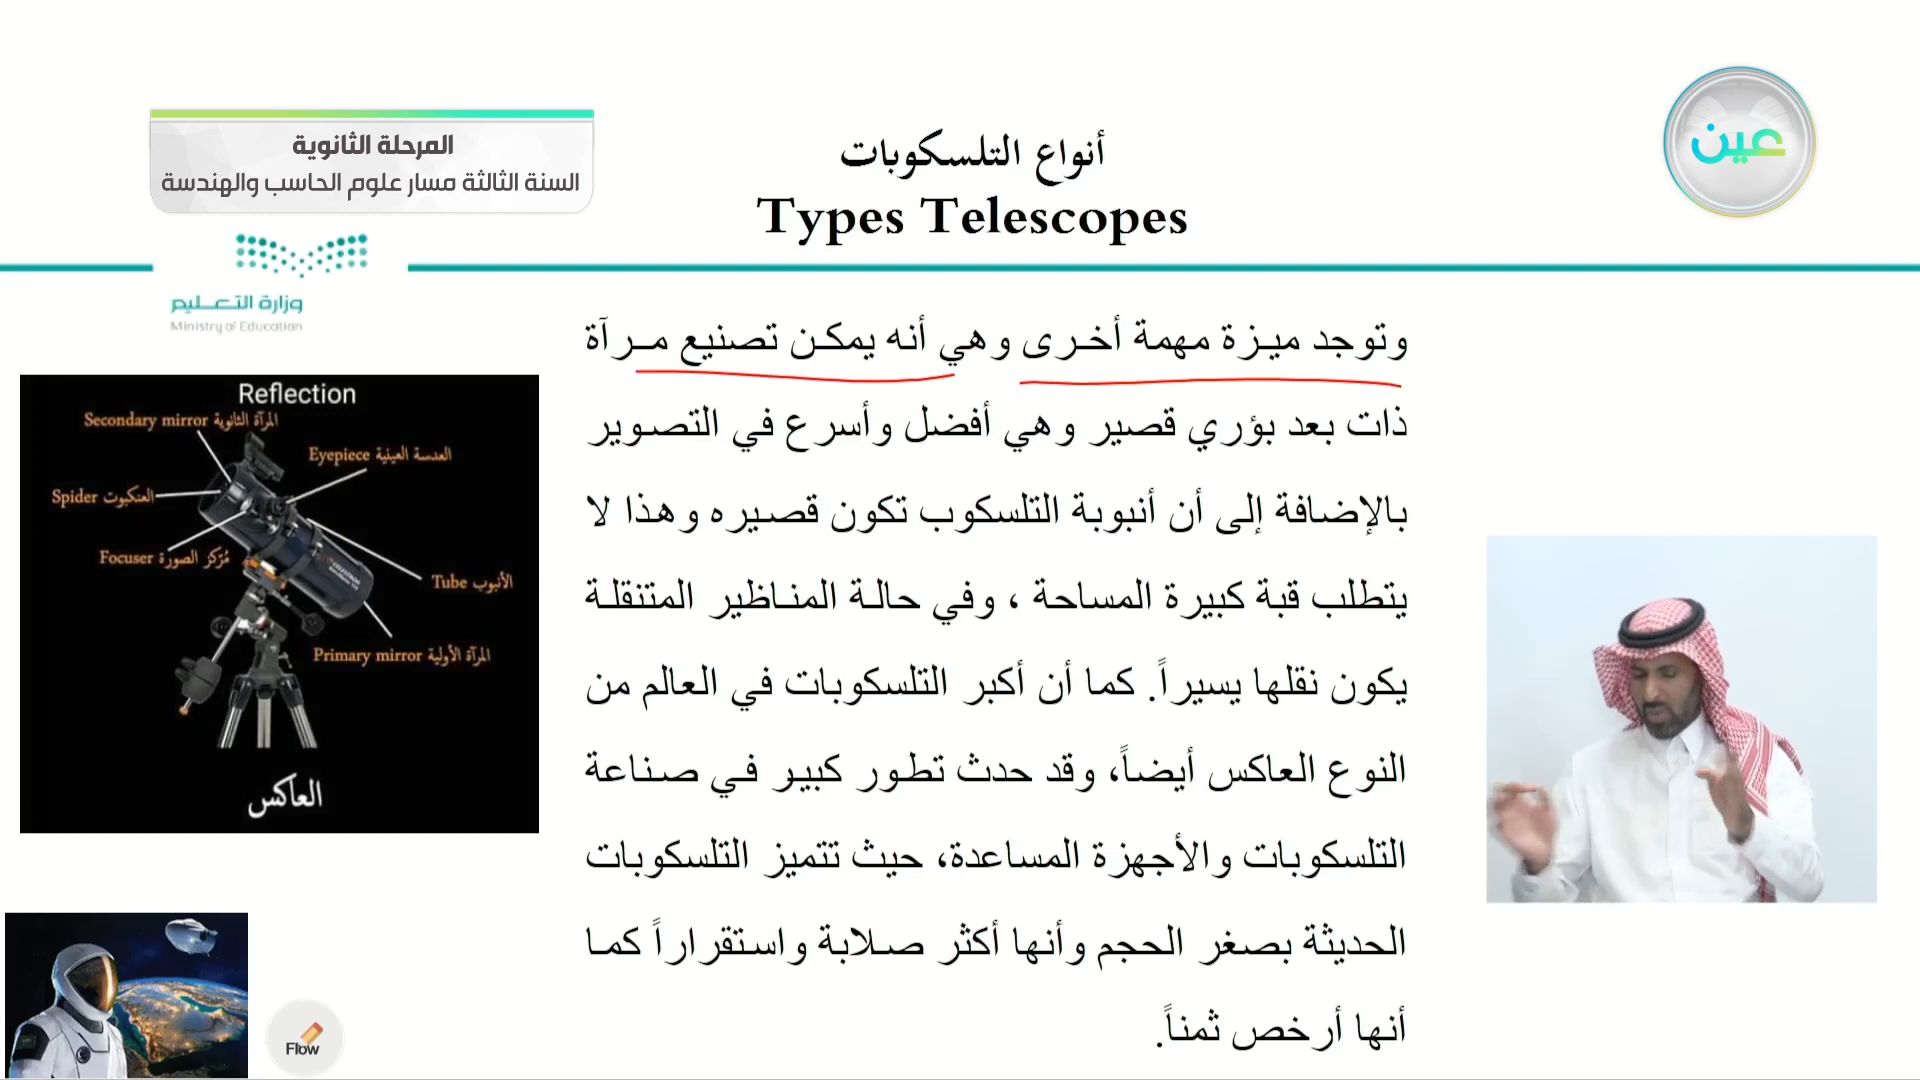 المرحلة الثانوية
السنة الثالثة مسار علوم الحاسب والهندسة
أنواع التلسكوبات
Types Telescopes
عين
وزارة التعليم
Ministry of Education
وتوجد ميزة مهمة أخرى وهي أنه يمكن تصنيع مرآة
ذات بعد بؤري قصير وهي أفضل وأسرع في التصوير
بالإضافة إلى أن أنبوبة التلسكوب تكون قصيره وهذا لا
يتطلب قبة كبيرة المساحة ، وفي حالة المناظير المتنقلة
يكون نقلها يسيراً. كما أن أكبر التلسكوبات في العالم من
النوع العاكس أيضاً، وقد حدث تطور كبير في صناعة
التلسكوبات والأجهزة المساعدة، حيث تتميز التلسكوبات
الحديثة بصغر الحجم وأنها أكثر صلابة واستقراراً كما
أنها أرخص ثمناً.
Reflection
Secondary mirror المرآة الثانوية
Eyepiece العدسة العينية
Spider العنكبوت
Focuser مُركز الصورة
Tube الأنبوب
Primary mirror المرآة الأولية
العاكس
Flow